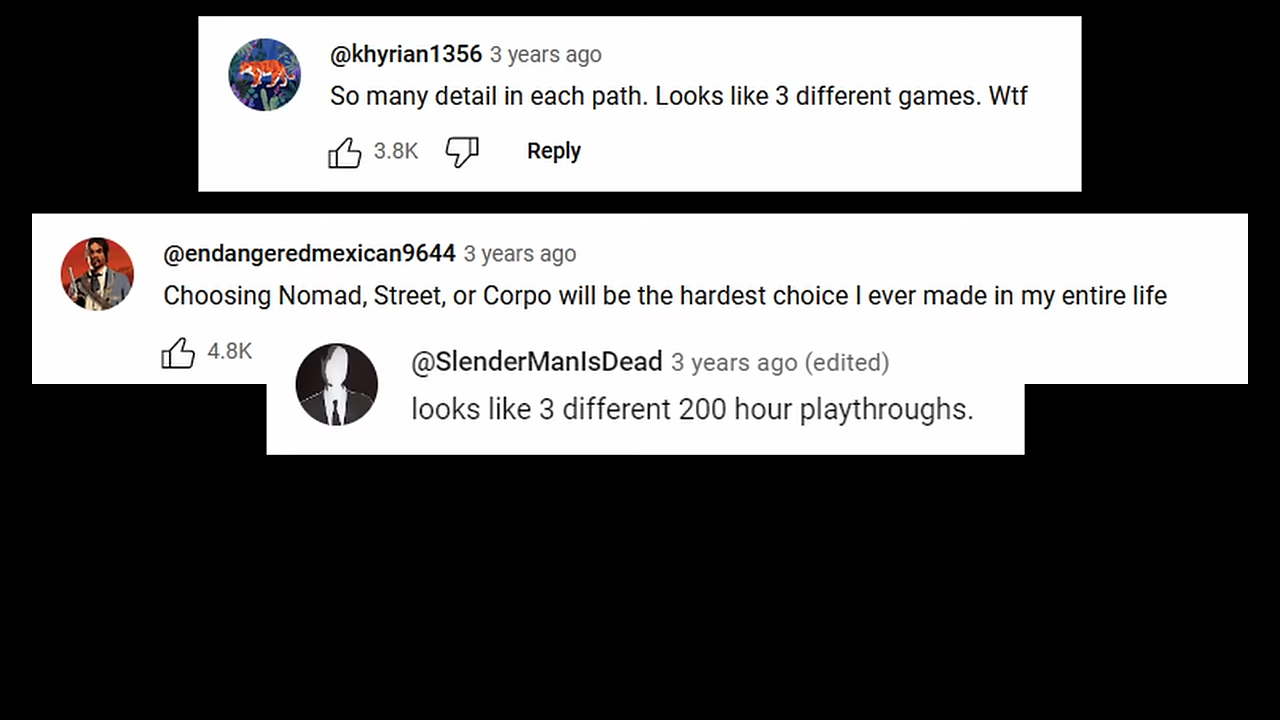 @khyrian1356 3 years ago
So many detail in each path. Looks like 3 different games. Wtf
3.8K Reply
@endangeredmexican9644 3 years ago
Choosing Nomad, Street, or Corpo will be the hardest choice I ever made in my entire life
4.8K
@SlenderManIsDead 3 years ago (edited)
looks like 3 different 200 hour playthroughs.